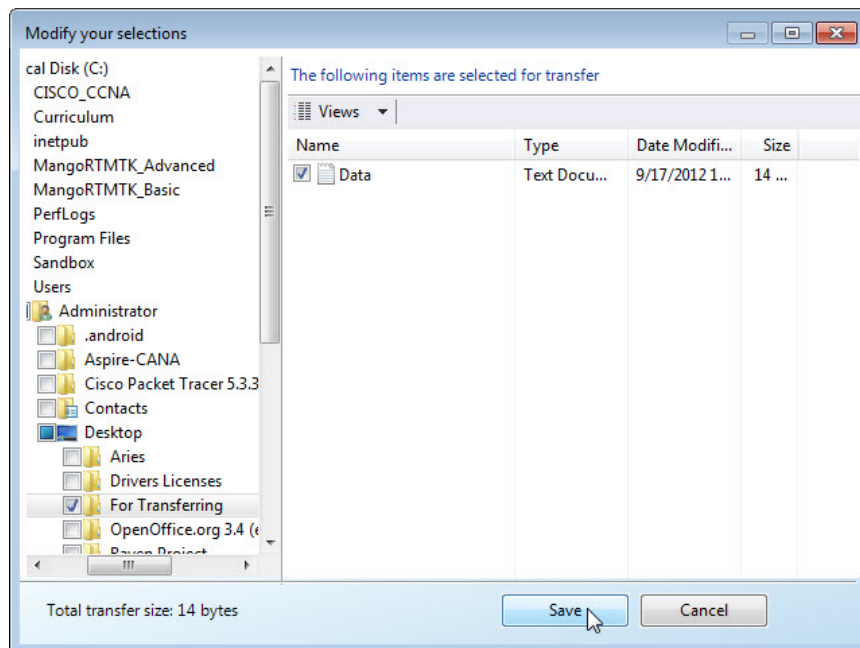 Modify your selections
cal Disk (C:)
CISCO_CCNA
Curriculum
inetpub
MangoRTMTK_Advanced
MangoRTMTK_Basic
PerfLogs
Program Files
Sandbox
Users
Administrator
.android
Aspire-CANA
Cisco Packet Tracer 5.3.3
Contacts
Desktop
Aries
Drivers Licenses
For Transferring
OpenOffice.org 3.4 (e
Raven Project
The following items are selected for transfer
Views
Name Type Date Modifi... Size
Data Text Docu... 9/17/2012 1... 14 ...
Total transfer size: 14 bytes
Save Cancel